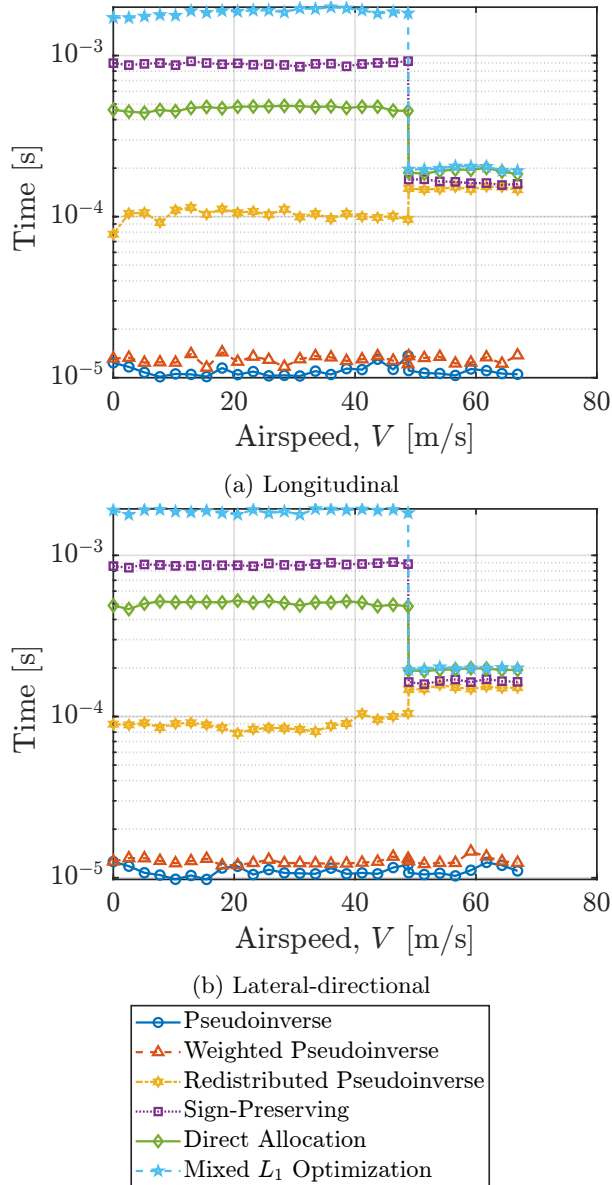 10⁻³
10⁻⁴
10⁻⁵
Time [s]
0 20 40 60 80
Airspeed, V [m/s]
(a) Longitudinal
10⁻³
10⁻⁴
10⁻⁵
Time [s]
0 20 40 60 80
Airspeed, V [m/s]
(b) Lateral-directional
Pseudoinverse
Weighted Pseudoinverse
Redistributed Pseudoinverse
Sign-Preserving
Direct Allocation
Mixed L₁ Optimization